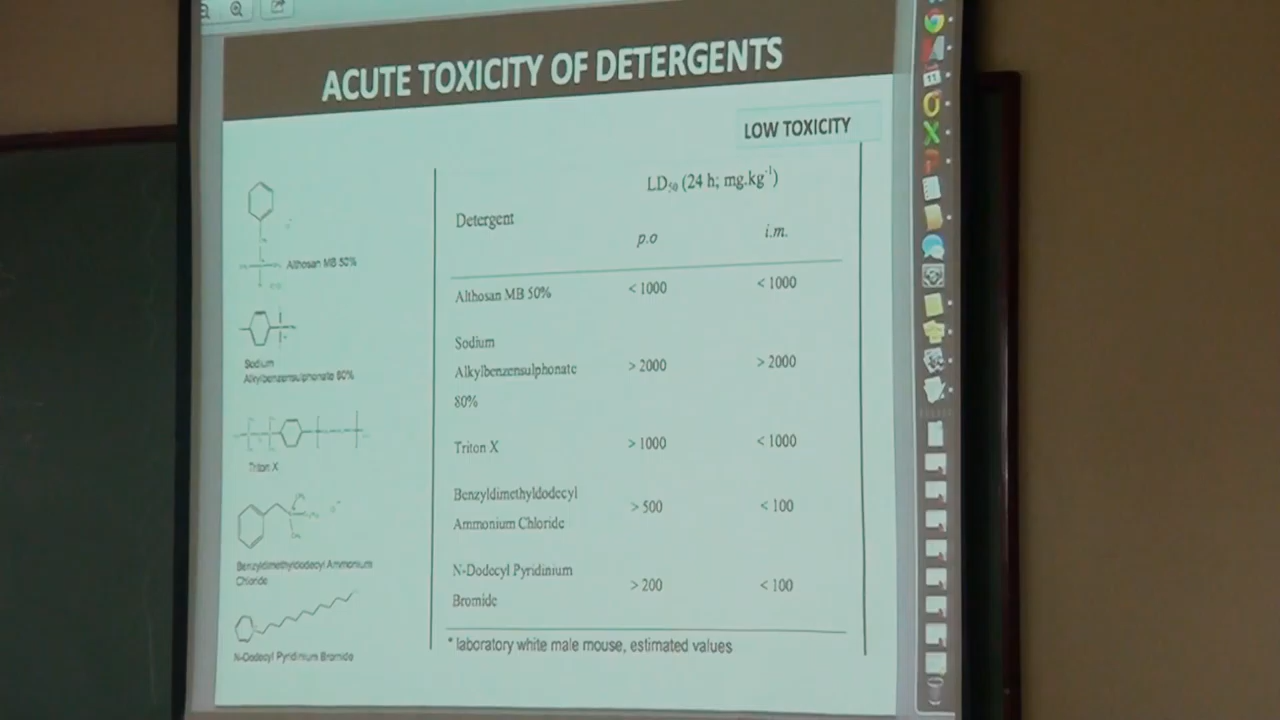 ACUTE TOXICITY OF DETERGENTS
LOW TOXICITY
LD₅₀ (24 h; mg.kg⁻¹)
Detergent
p.o
i.m.
Althosan MB 50%
< 1000
< 1000
Sodium
Alkylbenzensulphonate
80%
> 2000
> 2000
Triton X
> 1000
< 1000
Benzyldimethyldodecyl
Ammonium Chloride
> 500
< 100
N-Dodocyl Pyridinium
Bromide
> 200
< 100
* laboratory white male mouse, estimated values
Althosan MB 50%
Sodium
Alkylbenzensulphonate 80%
Triton X
Benzyldimethyldodecyl Ammonium
Chloride
N-Dodecyl Pyridinium Bromide
11